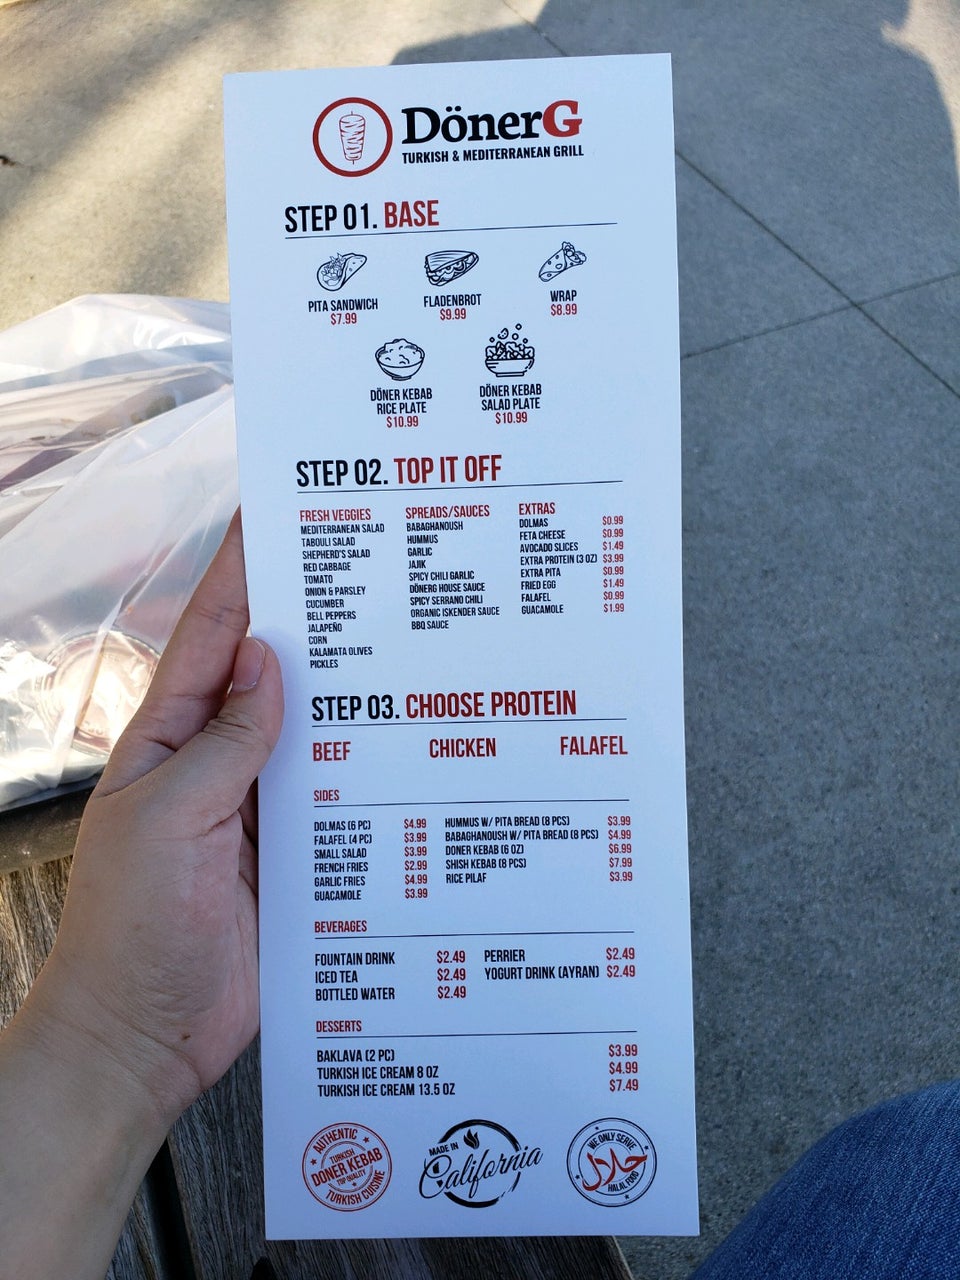 DönerG
TURKISH & MEDITERRANEAN GRILL
STEP 01. BASE
PITA SANDWICH
$7.99
FLADENBROT
$9.99
WRAP
$8.99
DÖNER KEBAB
RICE PLATE
$10.99
DÖNER KEBAB
SALAD PLATE
$10.99
STEP 02. TOP IT OFF
FRESH VEGGIES
MEDITERRANEAN SALAD
TABOULI SALAD
SHEPHERD'S SALAD
RED CABBAGE
TOMATO
ONION & PARSLEY
CUCUMBER
BELL PEPPERS
JALAPEÑO
CORN
KALAMATA OLIVES
PICKLES
SPREADS/SAUCES
BABAGHANOUSH
HUMMUS
GARLIC
JAJIK
SPICY CHILI GARLIC
DÖNERG HOUSE SAUCE
SPICY SERRANO CHILI
ORGANIC ISKENDER SAUCE
BBQ SAUCE
EXTRAS
DOLMAS $0.99
FETA CHEESE $0.99
AVOCADO SLICES $1.49
EXTRA PROTEIN (3 OZ) $3.99
EXTRA PITA $0.99
FRIED EGG $1.49
FALAFEL $0.99
GUACAMOLE $1.99
STEP 03. CHOOSE PROTEIN
BEEF CHICKEN FALAFEL
SIDES
DOLMAS (6 PC) $4.99
FALAFEL (4 PC) $3.99
SMALL SALAD $3.99
FRENCH FRIES $2.99
GARLIC FRIES $4.99
GUACAMOLE $3.99
HUMMUS W/ PITA BREAD (8 PCS) $3.99
BABAGHANOUSH W/ PITA BREAD (8 PCS) $4.99
DONER KEBAB (6 OZ) $6.99
SHISH KEBAB (8 PCS) $7.99
RICE PILAF $3.99
BEVERAGES
FOUNTAIN DRINK $2.49
ICED TEA $2.49
BOTTLED WATER $2.49
PERRIER $2.49
YOGURT DRINK (AYRAN) $2.49
DESSERTS
BAKLAVA (2 PC) $3.99
TURKISH ICE CREAM 8 OZ $4.99
TURKISH ICE CREAM 13.5 OZ $7.49
AUTHENTIC
TURKISH
DONER KEBAB
TOP QUALITY
TURKISH CUISINE
MADE IN
California
WE ONLY SERVE
حلال
HALAL FOOD